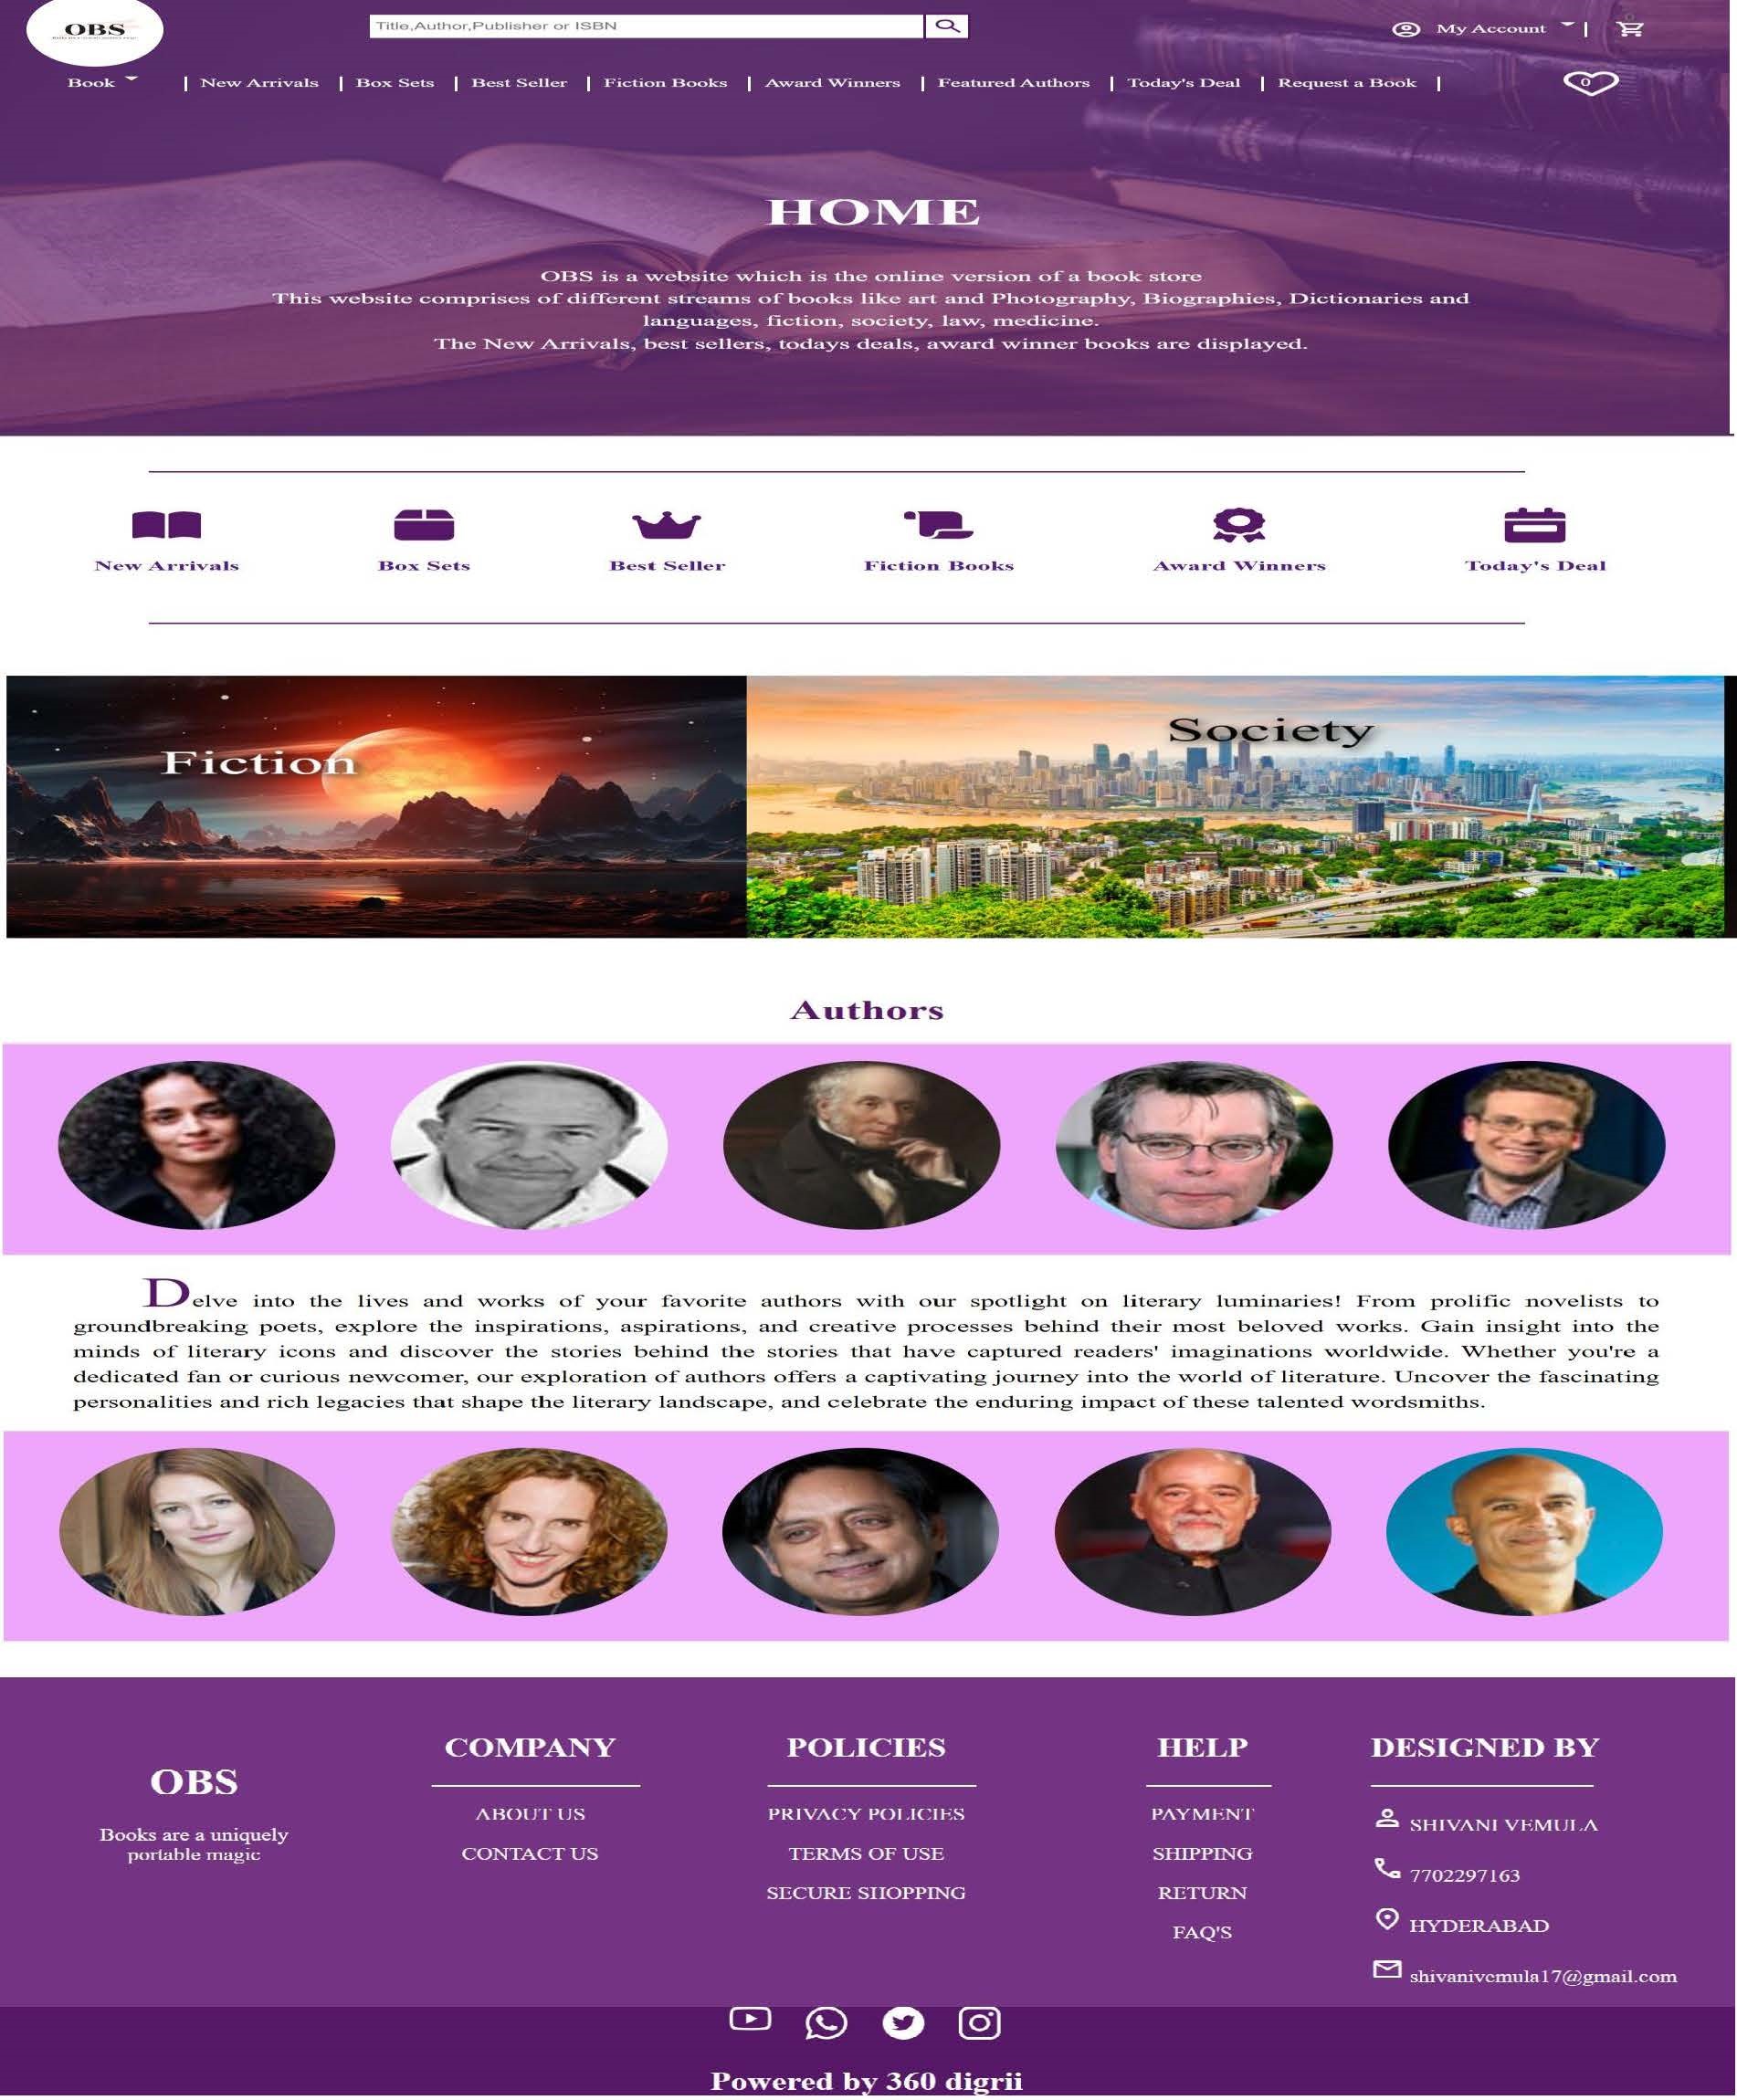 OBS
Title,Author,Publisher or ISBN
My Account
0
Book
New Arrivals
Box Sets
Best Seller
Fiction Books
Award Winners
Featured Authors
Today's Deal
Request a Book
0
HOME
OBS is a website which is the online version of a book store
This website comprises of different streams of books like art and Photography, Biographies, Dictionaries and
languages, fiction, society, law, medicine.
The New Arrivals, best sellers, todays deals, award winner books are displayed.
New Arrivals
Box Sets
Best Seller
Fiction Books
Award Winners
Today's Deal
Fiction
Society
Authors
Delve into the lives and works of your favorite authors with our spotlight on literary luminaries! From prolific novelists to
groundbreaking poets, explore the inspirations, aspirations, and creative processes behind their most beloved works. Gain insight into the
minds of literary icons and discover the stories behind the stories that have captured readers' imaginations worldwide. Whether you're a
dedicated fan or curious newcomer, our exploration of authors offers a captivating journey into the world of literature. Uncover the fascinating
personalities and rich legacies that shape the literary landscape, and celebrate the enduring impact of these talented wordsmiths.
OBS
Books are a uniquely
portable magic
COMPANY
ABOUT US
CONTACT US
POLICIES
PRIVACY POLICIES
TERMS OF USE
SECURE SHOPPING
HELP
PAYMENT
SHIPPING
RETURN
FAQ'S
DESIGNED BY
SHIVANI VEMULA
7702297163
HYDERABAD
shivanivemula17@gmail.com
Powered by 360 digrii